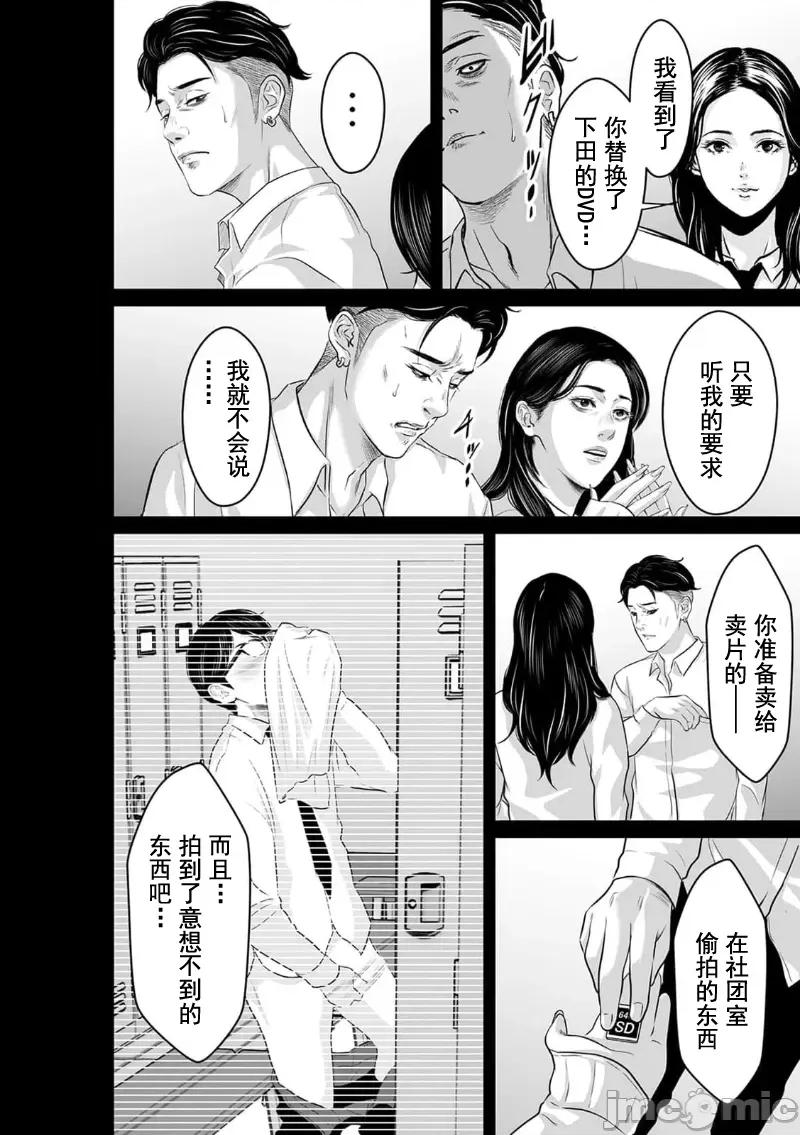 我看到了
你替换了
下田的DVD…
…
只要
听我的要求
我就不会说
……
你准备卖给
卖片的——
在社团室
偷拍的东西
64
SD
而且…
拍到了意想不到的
东西吧…
jmcomic